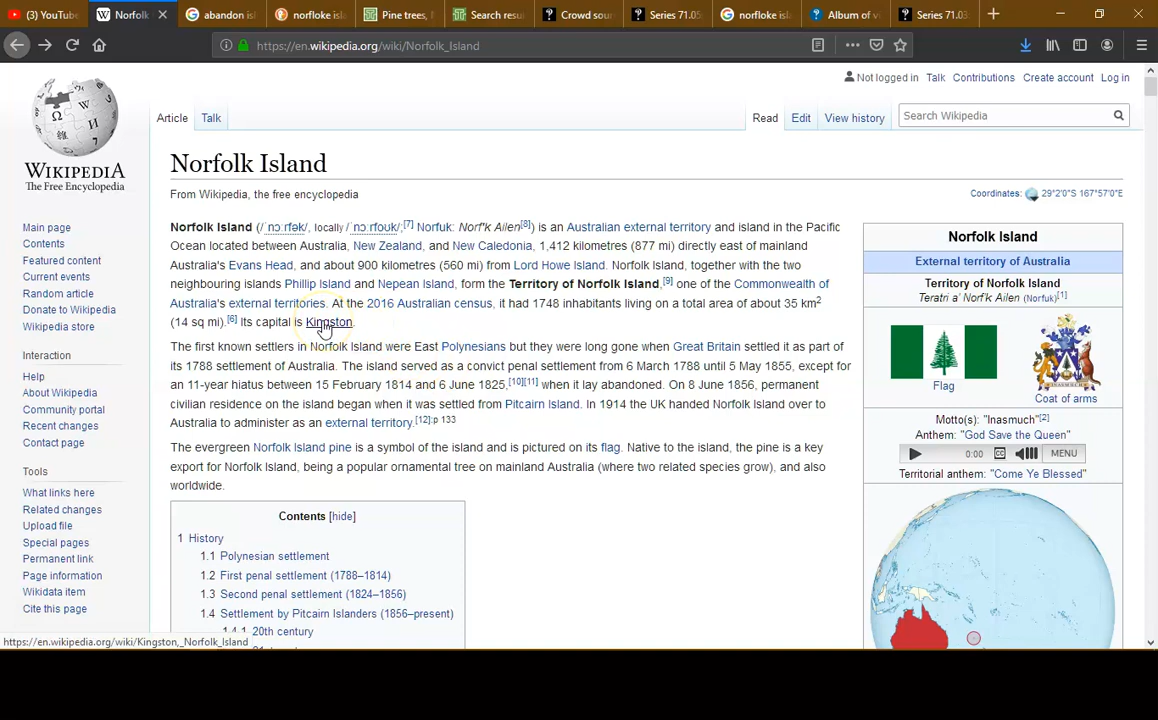 (3) YouTube
Norfolk
abandon isl
norfloke isla
Pine trees, N
Search resul
Crowd sour
Series 71.05
norfloke isl
Album of vi
Series 71.03
https://en.wikipedia.org/wiki/Norfolk_Island
Not logged in Talk Contributions Create account Log in
Article Talk Read Edit View history Search Wikipedia
WIKIPEDIA
The Free Encyclopedia
Main page
Contents
Featured content
Current events
Random article
Donate to Wikipedia
Wikipedia store
Interaction
Help
About Wikipedia
Community portal
Recent changes
Contact page
Tools
What links here
Related changes
Upload file
Special pages
Permanent link
Page information
Wikidata item
Cite this page
Norfolk Island
From Wikipedia, the free encyclopedia
Coordinates: 29°2′0″S 167°57′0″E
Norfolk Island (/ˈnɔːrfək/, locally /ˈnɔːrfoʊk/;[7] Norfuk: Norf'k Ailen[8]) is an Australian external territory and island in the Pacific
Ocean located between Australia, New Zealand, and New Caledonia, 1,412 kilometres (877 mi) directly east of mainland
Australia's Evans Head, and about 900 kilometres (560 mi) from Lord Howe Island. Norfolk Island, together with the two
neighbouring islands Phillip Island and Nepean Island, form the Territory of Norfolk Island,[9] one of the Commonwealth of
Australia's external territories. At the 2016 Australian census, it had 1748 inhabitants living on a total area of about 35 km2
(14 sq mi).[6] Its capital is Kingston.
The first known settlers in Norfolk Island were East Polynesians but they were long gone when Great Britain settled it as part of
its 1788 settlement of Australia. The island served as a convict penal settlement from 6 March 1788 until 5 May 1855, except for
an 11-year hiatus between 15 February 1814 and 6 June 1825,[10][11] when it lay abandoned. On 8 June 1856, permanent
civilian residence on the island began when it was settled from Pitcairn Island. In 1914 the UK handed Norfolk Island over to
Australia to administer as an external territory.[12]:p 133
The evergreen Norfolk Island pine is a symbol of the island and is pictured on its flag. Native to the island, the pine is a key
export for Norfolk Island, being a popular ornamental tree on mainland Australia (where two related species grow), and also
worldwide.
Contents [hide]
1 History
1.1 Polynesian settlement
1.2 First penal settlement (1788–1814)
1.3 Second penal settlement (1824–1856)
1.4 Settlement by Pitcairn Islanders (1856–present)
1.4.1 20th century
Norfolk Island
External territory of Australia
Territory of Norfolk Island
Teratri a' Norf'k Ailen (Norfuk)[1]
Flag
Coat of arms
Motto(s): "Inasmuch"[2]
Anthem: "God Save the Queen"
0:00 CC MENU
Territorial anthem: "Come Ye Blessed"
https://en.wikipedia.org/wiki/Kingston,_Norfolk_Island